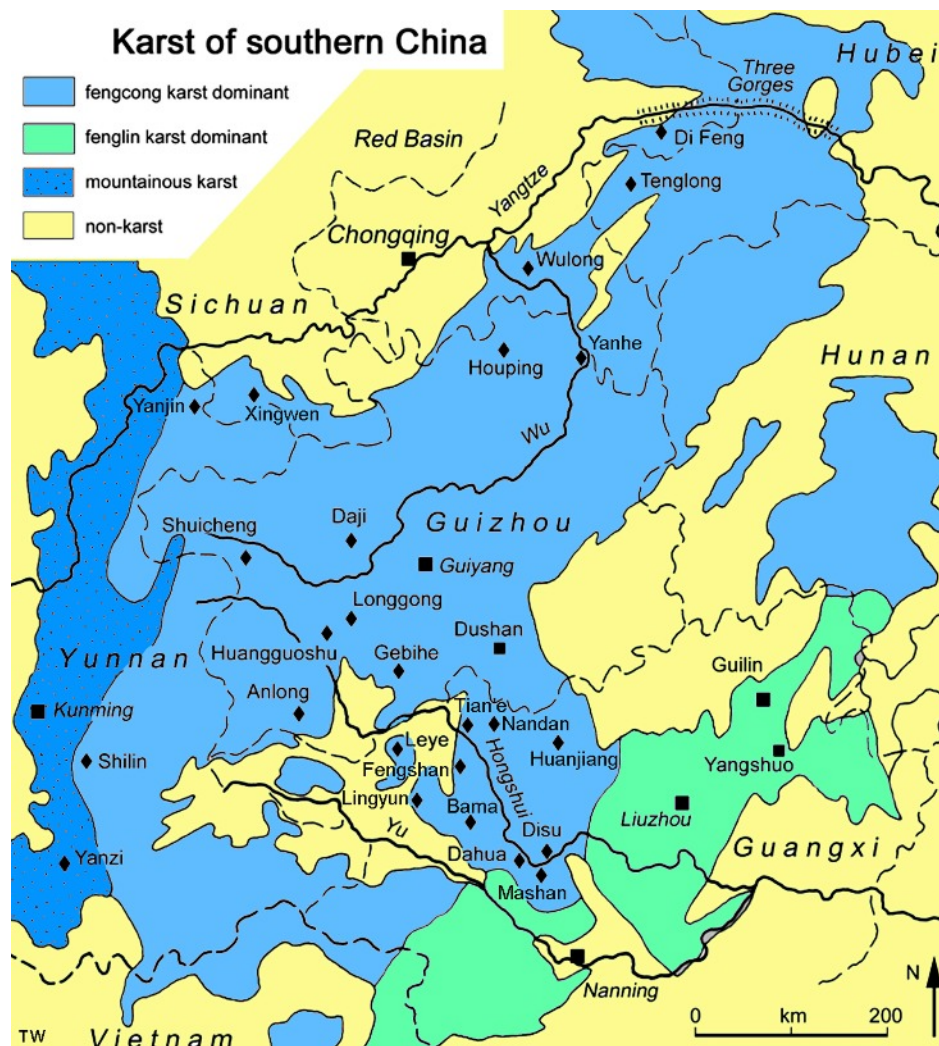 Karst of southern China
fengcong karst dominant
fenglin karst dominant
mountainous karst
non-karst
Hubei
Three
Gorges
Red Basin
Di Feng
Yangtze
Tenglong
Chongqing
Wulong
Sichuan
Hunan
Houping
Yanhe
Yanjin
Xingwen
Wu
Shuicheng
Daji
Guizhou
Guiyang
Longgong
Dushan
Yunnan
Huangguoshu
Gebihe
Guilin
Kunming
Anlong
Tian'e
Nandan
Leye
Huanjiang
Shilin
Fengshan
Hongshui
Yangshuo
Lingyun
Bama
Liuzhou
Yu
Disu
Guangxi
Yanzi
Dahua
Mashan
N
Nanning
0 km 200
TW
Vietnam